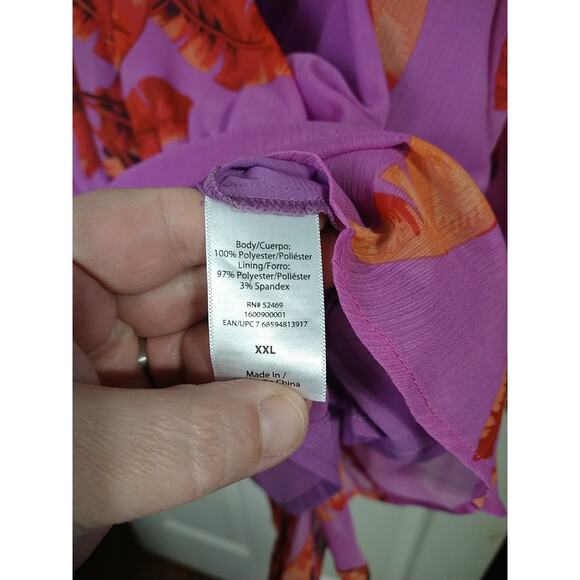 Body/Cuerpo:
100% Polyester/Poliéster
Lining/Forro:
97% Polyester/Poliéster
3% Spandex
RN# 52469
1600900001
EAN/UPC 7 68594813917
XXL
Made In /
China